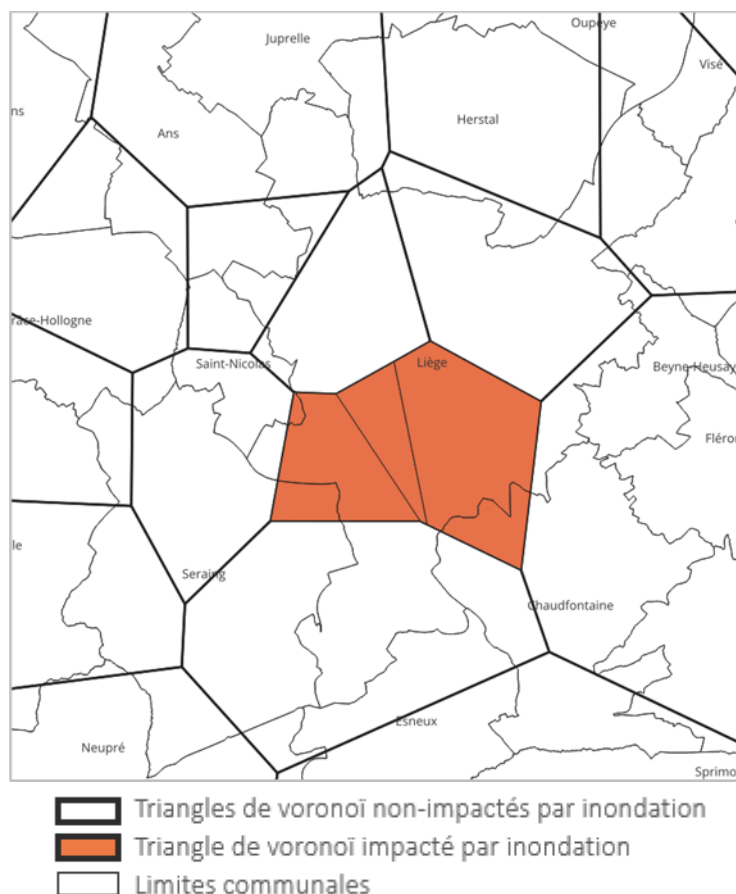 Oupeye
Juprelle
Visé
ns
Herstal
Ans
râce-Hollogne
Saint-Nicolas
Liège
Beyne-Heusay
Fléron
le
Seraing
Chaudfontaine
Esneux
Neupré
Sprimo
Triangles de voronoï non-impactés par inondation
Triangle de voronoï impacté par inondation
Limites communales